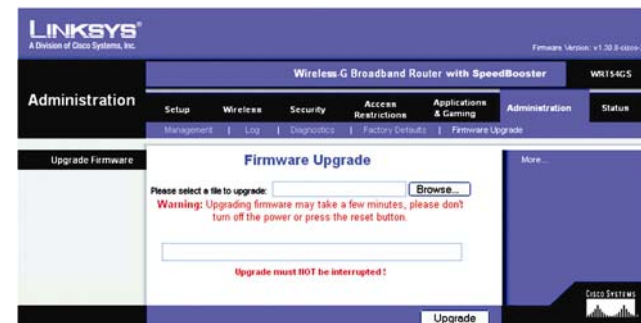 LINKSYS®
A Division of Cisco Systems, Inc.
Firmware Version: v1.30.8-cisco-
Wireless-G Broadband Router with SpeedBooster WRT54GS
Administration
Setup Wireless Security Access Restrictions Applications & Gaming Administration Status
Management | Log | Diagnostics | Factory Defaults | Firmware Upgrade
Upgrade Firmware
Firmware Upgrade
More...
Please select a file to upgrade: Browse...
Warning: Upgrading firmware may take a few minutes, please don't
turn off the power or press the reset button.
Upgrade must NOT be interrupted !
CISCO SYSTEMS
Upgrade